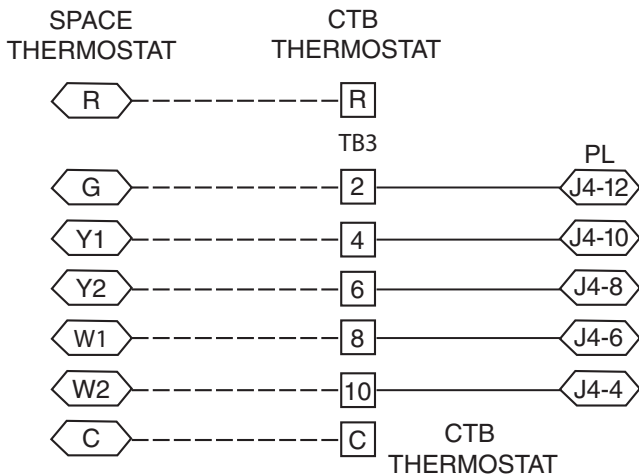 SPACE THERMOSTAT
CTB THERMOSTAT
R R
TB3
PL
G 2 J4-12
Y1 4 J4-10
Y2 6 J4-8
W1 8 J4-6
W2 10 J4-4
C C
CTB THERMOSTAT